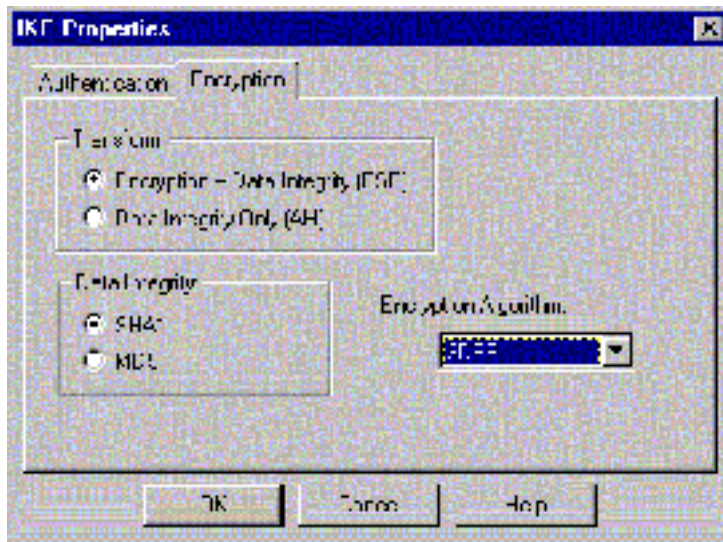 IKE Properties
Authentication Encryption
Transform
Encryption + Data Integrity (ESP)
Data Integrity Only (AH)
Data Integrity
SHA1
MD5
Encryption Algorithm:
OK Cancel Help